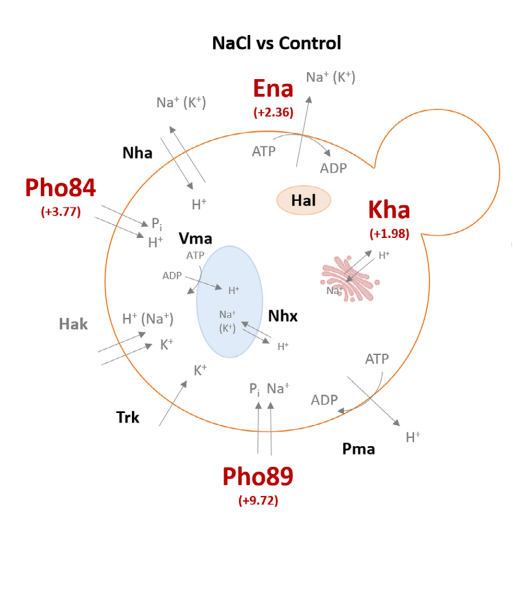 NaCl vs Control
Ena
(+2.36)
Na⁺ (K⁺)
Na⁺ (K⁺)
ATP
ADP
Nha
H⁺
Pho84
(+3.77)
Pᵢ
H⁺
Hal
Kha
(+1.98)
H⁺
Na⁺
Vma
ATP
ADP
H⁺
Na⁺
(K⁺)
Nhx
H⁺
Hak
H⁺ (Na⁺)
K⁺
Trk
K⁺
Pᵢ Na⁺
Pho89
(+9.72)
ATP
ADP
Pma
H⁺